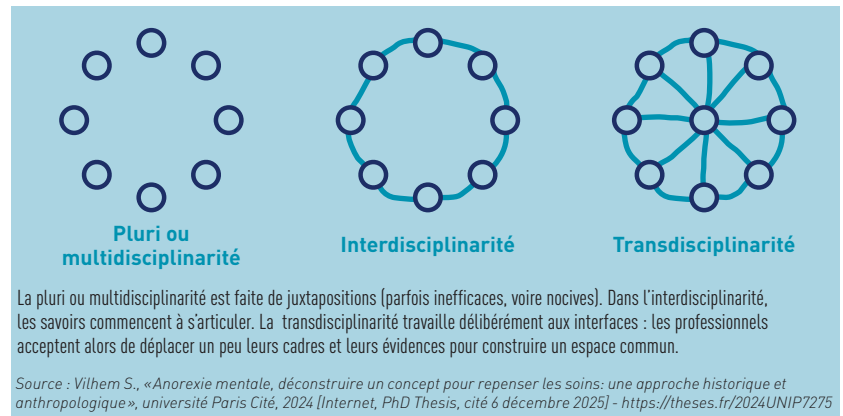 Pluri ou
multidisciplinarité
Interdisciplinarité
Transdisciplinarité
La pluri ou multidisciplinarité est faite de juxtapositions (parfois inefficaces, voire nocives). Dans l’interdisciplinarité,
les savoirs commencent à s’articuler. La transdisciplinarité travaille délibérément aux interfaces : les professionnels
acceptent alors de déplacer un peu leurs cadres et leurs évidences pour construire un espace commun.
Source : Vilhem S., «Anorexie mentale, déconstruire un concept pour repenser les soins: une approche historique et
anthropologique», université Paris Cité, 2024 [Internet, PhD Thesis, cité 6 décembre 2025] - https://theses.fr/2024UNIP7275